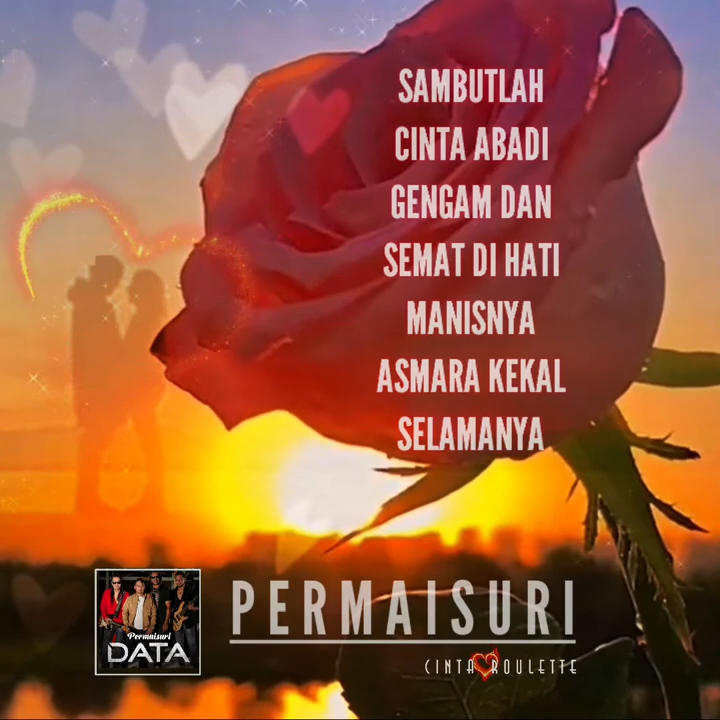 SAMBUTLAH
CINTA ABADI
GENGAM DAN
SEMAT DI HATI
MANISNYA
ASMARA KEKAL
SELAMANYA
Permaisuri
DATA
PERMAISURI
CINTA ROULETTE